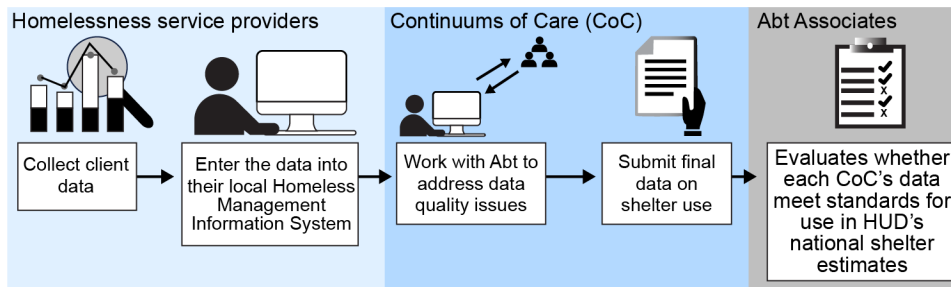 Homelessness service providers
Continuums of Care (CoC)
Abt Associates
Collect client
data
Enter the data into
their local Homeless
Management
Information System
Work with Abt to
address data
quality issues
Submit final
data on
shelter use
Evaluates whether
each CoC's data
meet standards for
use in HUD's
national shelter
estimates